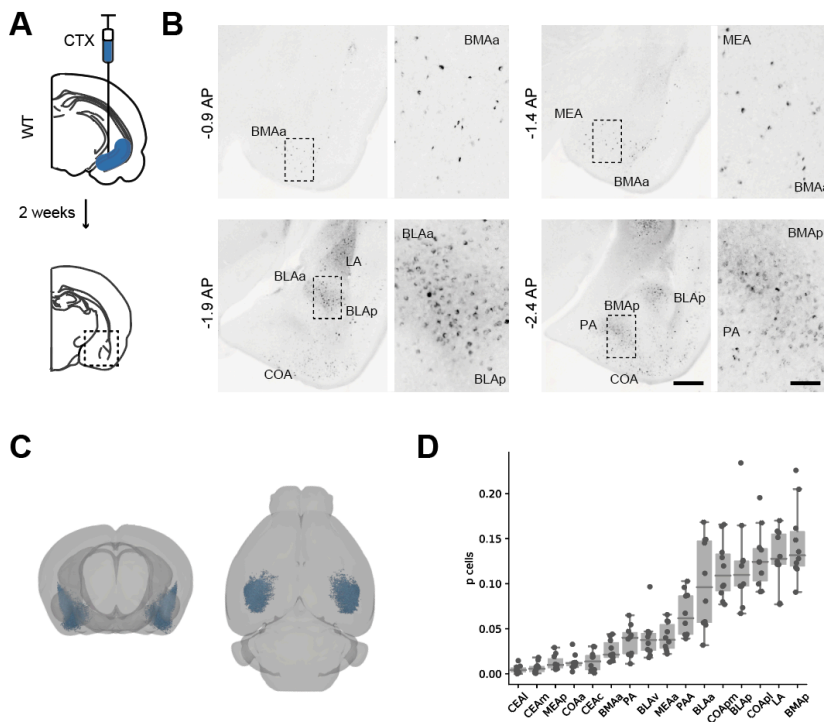 A
CTX
WT
2 weeks
B
-0.9 AP
BMAa
BMAa
-1.4 AP
MEA
BMAa
MEA
BMAa
-1.9 AP
LA
BLAa
BLAp
COA
BLAa
BLAp
-2.4 AP
BMAp
BLAp
PA
COA
BMAp
PA
C
D
p cells
0.20
0.15
0.10
0.05
0.00
CEAl
CEAm
MEAp
COAa
CEAc
BMAa
PA
BLAv
MEAa
PAA
BLAa
COApm
BLAp
COApl
LA
BMAp